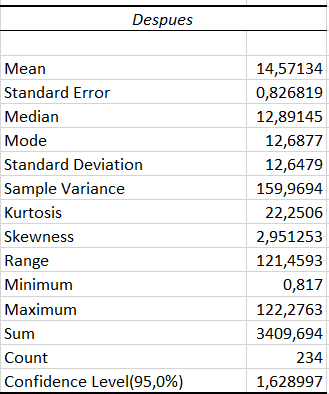 Despues
Mean 14,57134
Standard Error 0,826819
Median 12,89145
Mode 12,6877
Standard Deviation 12,6479
Sample Variance 159,9694
Kurtosis 22,2506
Skewness 2,951253
Range 121,4593
Minimum 0,817
Maximum 122,2763
Sum 3409,694
Count 234
Confidence Level(95,0%) 1,628997